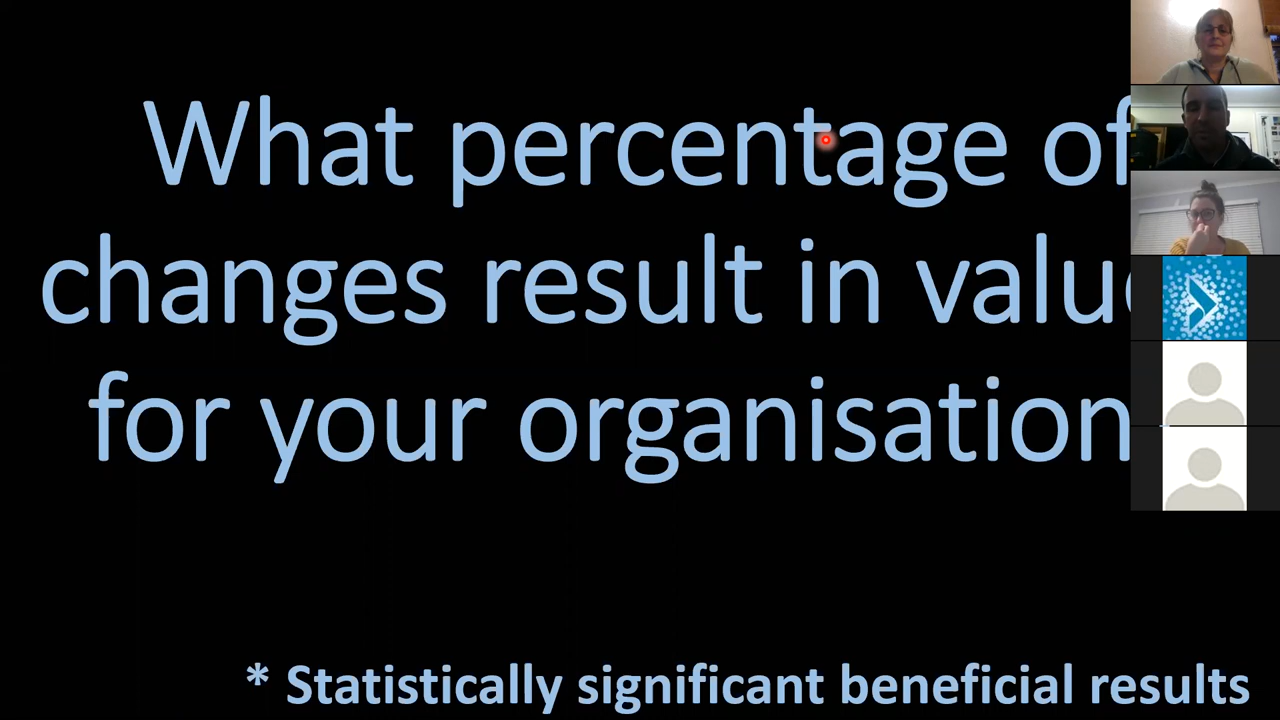 What percentage of
changes result in valu
for your organisation
* Statistically significant beneficial results